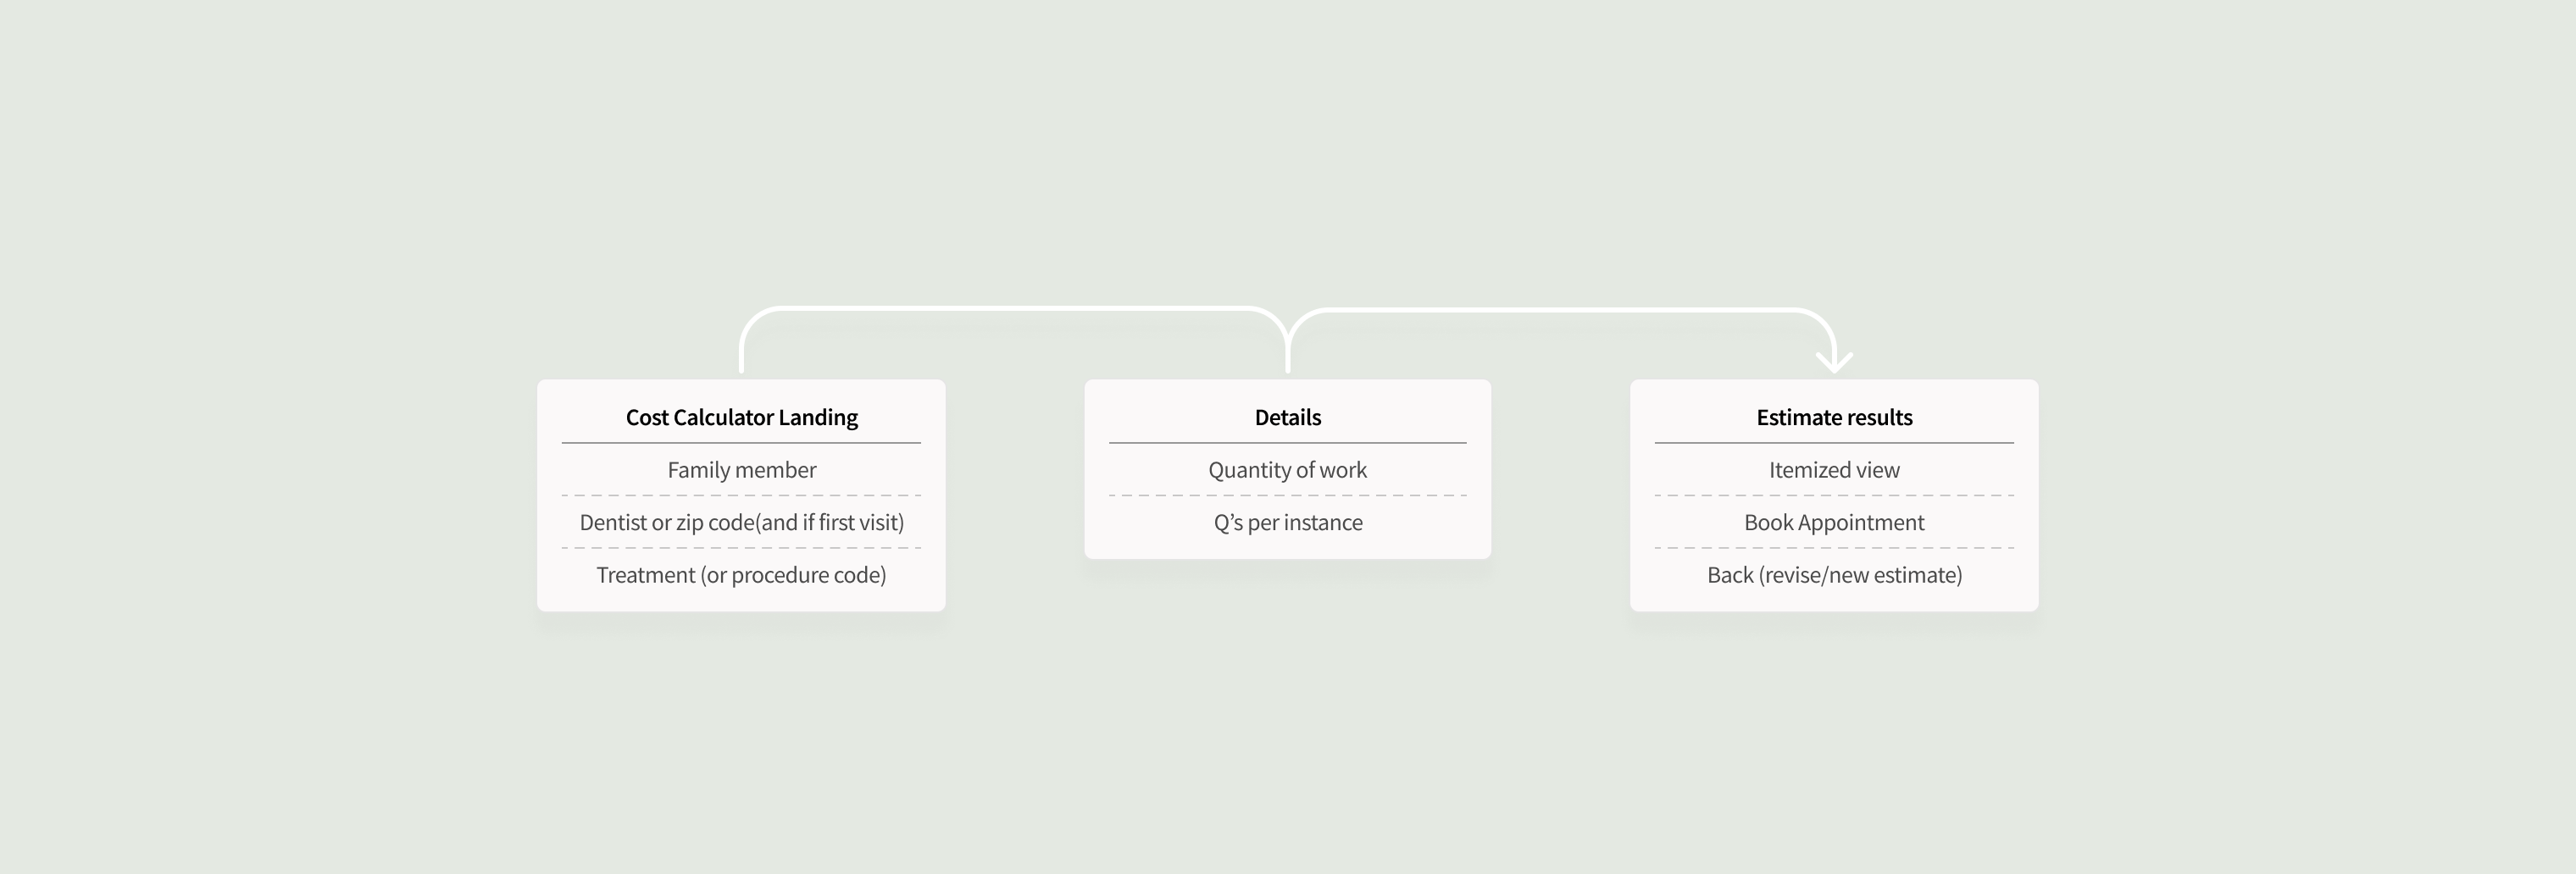 Cost Calculator Landing
Family member
Dentist or zip code(and if first visit)
Treatment (or procedure code)
Details
Quantity of work
Q’s per instance
Estimate results
Itemized view
Book Appointment
Back (revise/new estimate)